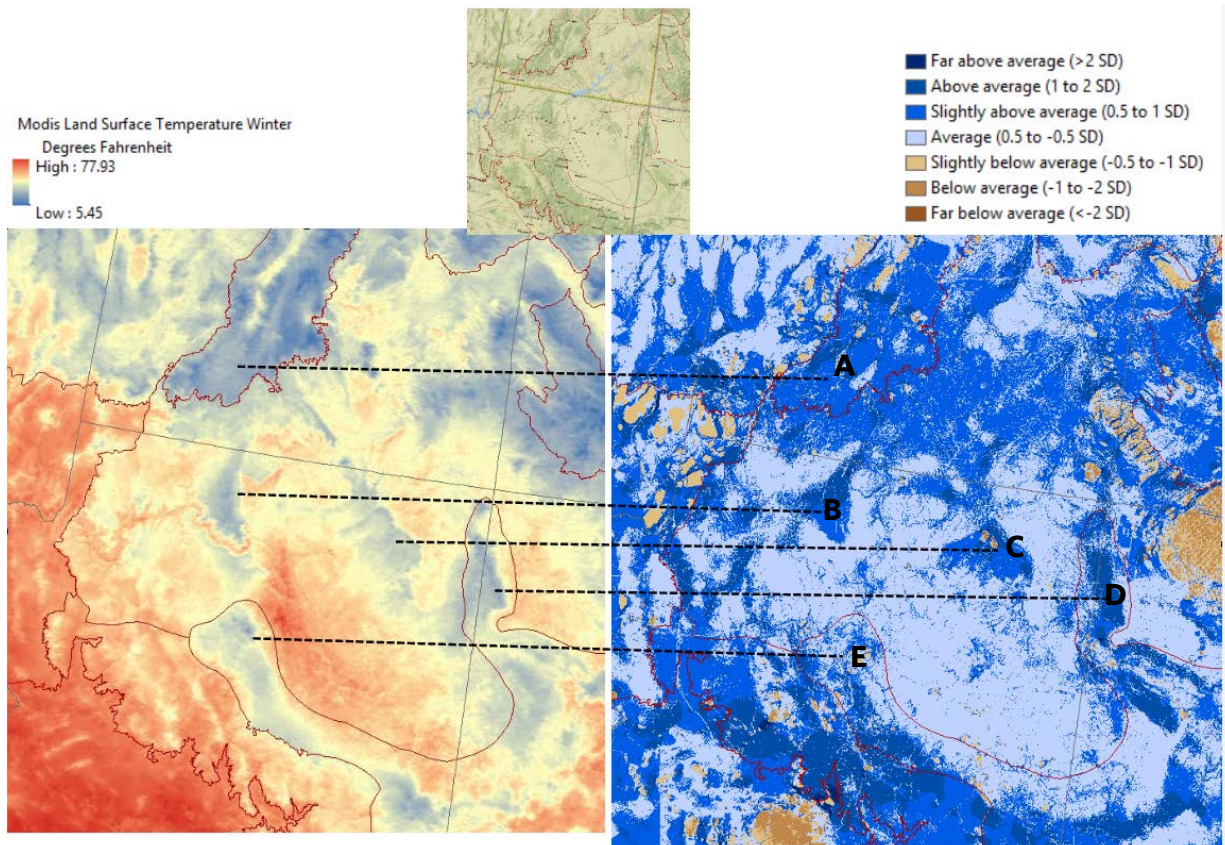 Modis Land Surface Temperature Winter
Degrees Fahrenheit
High : 77.93
Low : 5.45
Far above average (>2 SD)
Above average (1 to 2 SD)
Slightly above average (0.5 to 1 SD)
Average (0.5 to -0.5 SD)
Slightly below average (-0.5 to -1 SD)
Below average (-1 to -2 SD)
Far below average (<-2 SD)
A
B
C
D
E